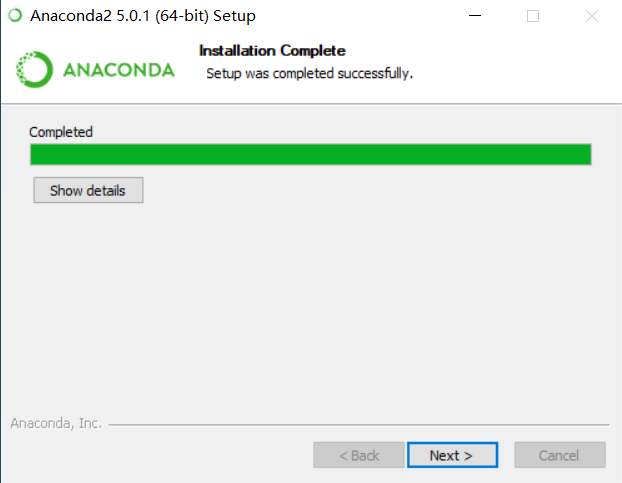 Anaconda2 5.0.1 (64-bit) Setup
ANACONDA
Installation Complete
Setup was completed successfully.
Completed
Show details
Anaconda, Inc.
< Back
Next >
Cancel